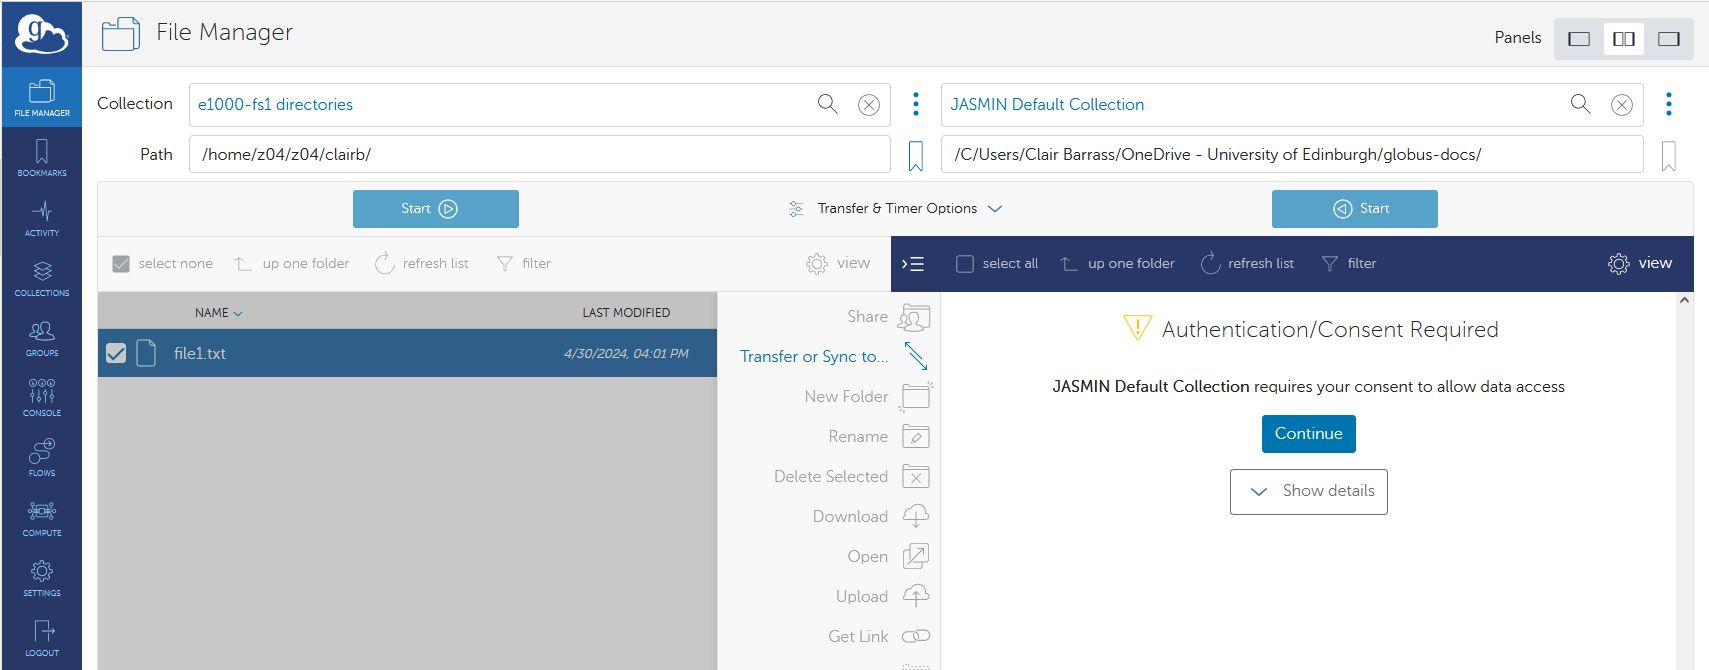 g
File Manager
Panels
FILE MANAGER
BOOKMARKS
ACTIVITY
COLLECTIONS
GROUPS
CONSOLE
FLOWS
COMPUTE
SETTINGS
LOGOUT
Collection
e1000-fs1 directories
JASMIN Default Collection
Path
/home/z04/z04/clairb/
/C/Users/Clair Barrass/OneDrive - University of Edinburgh/globus-docs/
Start
Transfer & Timer Options
Start
select none
up one folder
refresh list
filter
view
select all
up one folder
refresh list
filter
view
NAME
LAST MODIFIED
file1.txt
4/30/2024, 04:01 PM
Share
Transfer or Sync to...
New Folder
Rename
Delete Selected
Download
Open
Upload
Get Link
Authentication/Consent Required
JASMIN Default Collection requires your consent to allow data access
Continue
Show details